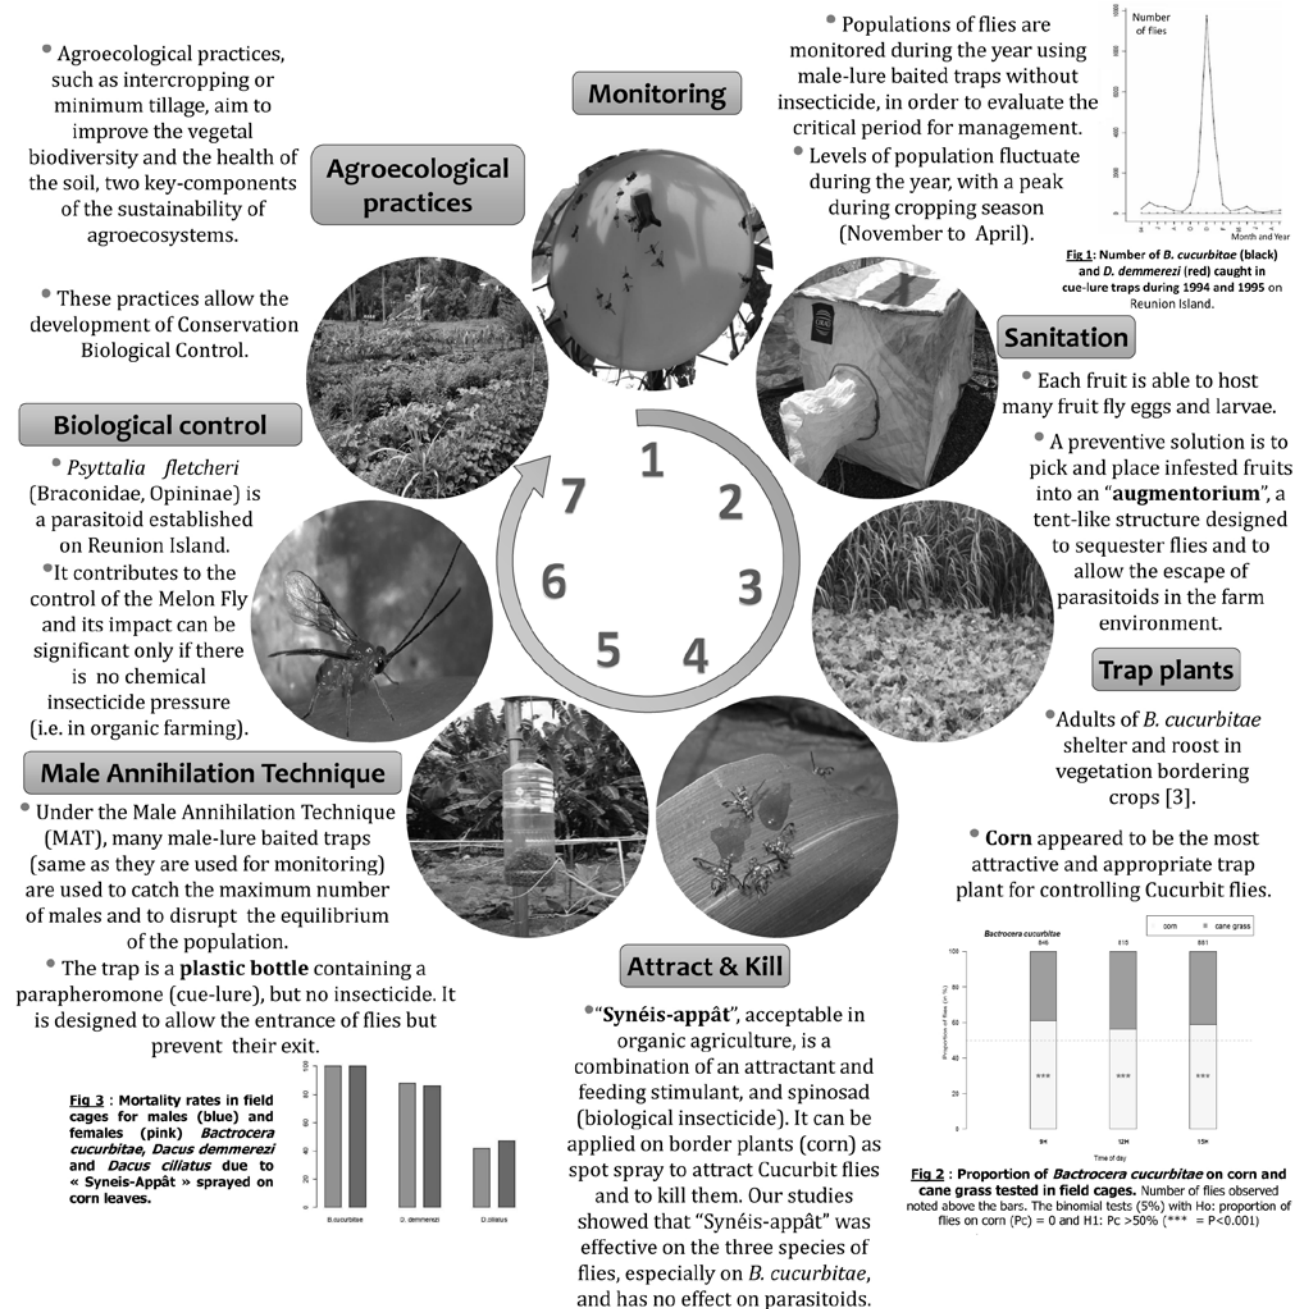 Monitoring
• Populations of flies are
monitored during the year using
male-lure baited traps without
insecticide, in order to evaluate the
critical period for management.
• Levels of population fluctuate
during the year, with a peak
during cropping season
(November to April).
Number
of flies
Month and Year
Fig 1: Number of B. cucurbitae (black)
and D. demmerezi (red) caught in
cue-lure traps during 1994 and 1995 on
Reunion Island.
1
2
3
4
5
6
7
Sanitation
• Each fruit is able to host
many fruit fly eggs and larvae.
• A preventive solution is to
pick and place infested fruits
into an “augmentorium”, a
tent-like structure designed
to sequester flies and to
allow the escape of
parasitoids in the farm
environment.
Trap plants
•Adults of B. cucurbitae
shelter and roost in
vegetation bordering
crops [3].
• Corn appeared to be the most
attractive and appropriate trap
plant for controlling Cucurbit flies.
corn cane grass
Bactrocera cucurbitae
100
80
60
40
20
0
Proportion of flies (in %)
*** *** ***
9H 12H 15H
Time of day
Fig 2 : Proportion of Bactrocera cucurbitae on corn and
cane grass tested in field cages. Number of flies observed
noted above the bars. The binomial tests (5%) with Ho: proportion of
flies on corn (Pc) = 0 and H1: Pc >50% (*** = P<0.001)
Attract & Kill
•“Synéis-appât”, acceptable in
organic agriculture, is a
combination of an attractant and
feeding stimulant, and spinosad
(biological insecticide). It can be
applied on border plants (corn) as
spot spray to attract Cucurbit flies
and to kill them. Our studies
showed that “Synéis-appât” was
effective on the three species of
flies, especially on B. cucurbitae,
and has no effect on parasitoids.
Male Annihilation Technique
• Under the Male Annihilation Technique
(MAT), many male-lure baited traps
(same as they are used for monitoring)
are used to catch the maximum number
of males and to disrupt the equilibrium
of the population.
• The trap is a plastic bottle containing a
parapheromone (cue-lure), but no insecticide. It
is designed to allow the entrance of flies but
prevent their exit.
Fig 3 : Mortality rates in field
cages for males (blue) and
females (pink) Bactrocera
cucurbitae, Dacus demmerezi
and Dacus ciliatus due to
« Syneis-Appât » sprayed on
corn leaves.
100
80
60
40
20
0
B.cucurbitae D. demmerezi D.ciliatus
Biological control
• Psyttalia fletcheri
(Braconidae, Opininae) is
a parasitoid established
on Reunion Island.
•It contributes to the
control of the Melon Fly
and its impact can be
significant only if there
is no chemical
insecticide pressure
(i.e. in organic farming).
Agroecological
practices
• Agroecological practices,
such as intercropping or
minimum tillage, aim to
improve the vegetal
biodiversity and the health of
the soil, two key-components
of the sustainability of
agroecosystems.
• These practices allow the
development of Conservation
Biological Control.